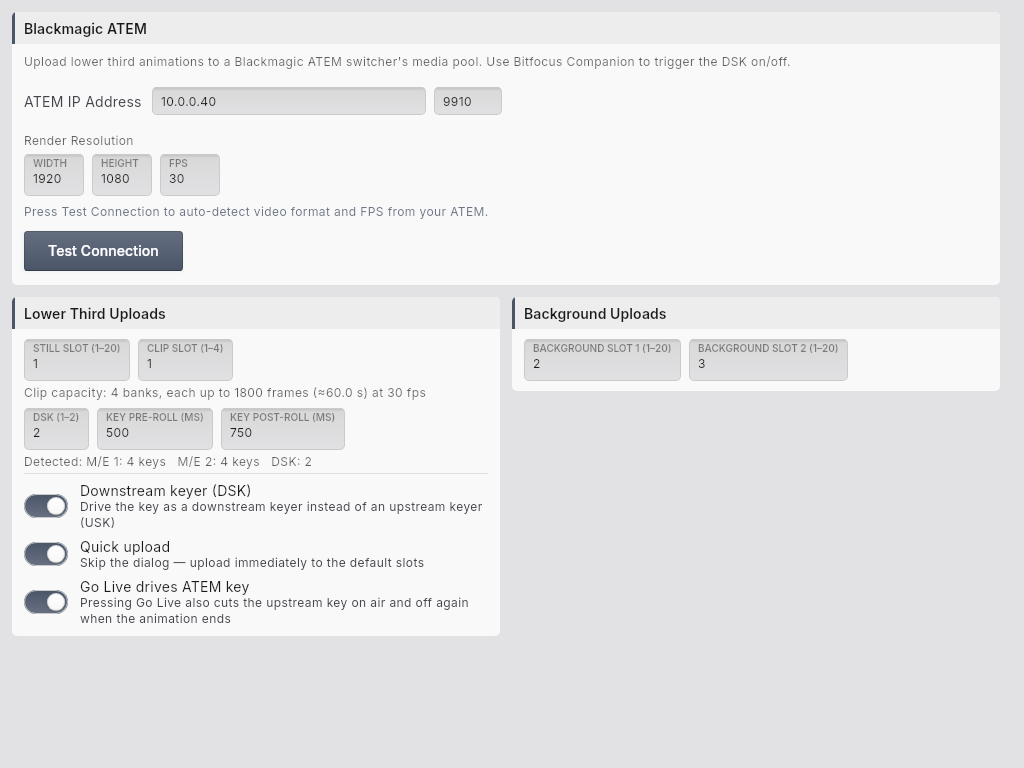 Blackmagic ATEM
Upload lower third animations to a Blackmagic ATEM switcher's media pool. Use Bitfocus Companion to trigger the DSK on/off.
ATEM IP Address 10.0.0.40 9910
Render Resolution
WIDTH HEIGHT FPS
1920 1080 30
Press Test Connection to auto-detect video format and FPS from your ATEM.
Test Connection
Lower Third Uploads
STILL SLOT (1–20) CLIP SLOT (1–4)
1 1
Clip capacity: 4 banks, each up to 1800 frames (≈60.0 s) at 30 fps
DSK (1–2) KEY PRE-ROLL (MS) KEY POST-ROLL (MS)
2 500 750
Detected: M/E 1: 4 keys M/E 2: 4 keys DSK: 2
Downstream keyer (DSK)
Drive the key as a downstream keyer instead of an upstream keyer
(USK)
Quick upload
Skip the dialog — upload immediately to the default slots
Go Live drives ATEM key
Pressing Go Live also cuts the upstream key on air and off again
when the animation ends
Background Uploads
BACKGROUND SLOT 1 (1–20) BACKGROUND SLOT 2 (1–20)
2 3